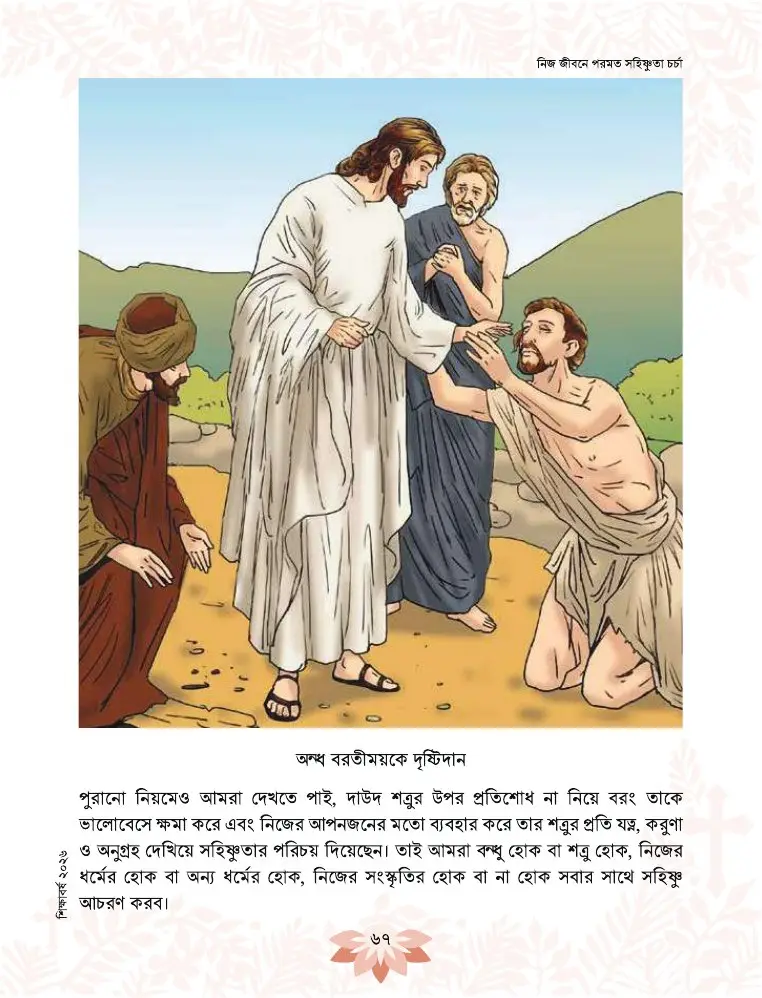 নিজ জীবনে পরমত সহিষ্ণুতা চর্চা
অন্ধ বরতীময়কে দৃষ্টিদান
পুরানো নিয়মেও আমরা দেখতে পাই, দাউদ শত্রুর উপর প্রতিশোধ না নিয়ে বরং তাকে
ভালোবেসে ক্ষমা করে এবং নিজের আপনজনের মতো ব্যবহার করে তার শত্রুর প্রতি যত্ন, করুণা
ও অনুগ্রহ দেখিয়ে সহিষ্ণুতার পরিচয় দিয়েছেন। তাই আমরা বন্ধু হোক বা শত্রু হোক, নিজের
ধর্মের হোক বা অন্য ধর্মের হোক, নিজের সংস্কৃতির হোক বা না হোক সবার সাথে সহিষ্ণু
আচরণ করব।
শিক্ষাবর্ষ ২০২৬
৬৭